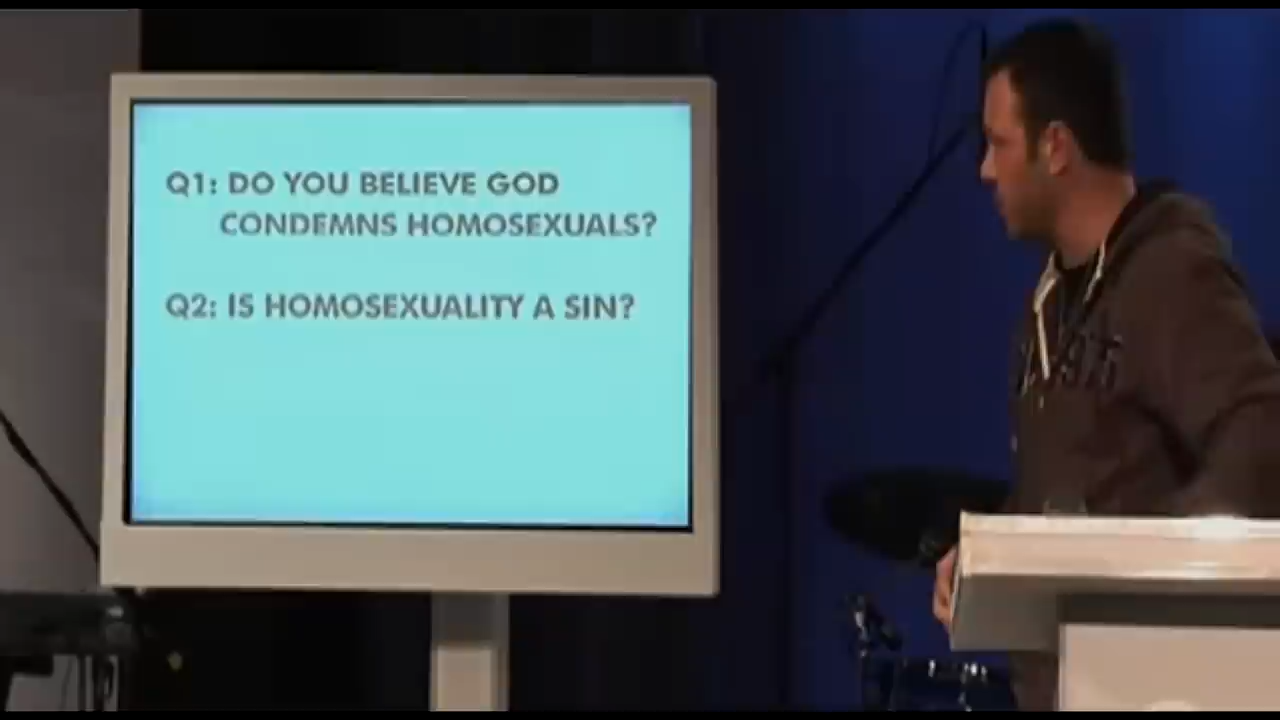 Q1: DO YOU BELIEVE GOD
CONDEMNS HOMOSEXUALS?
Q2: IS HOMOSEXUALITY A SIN?